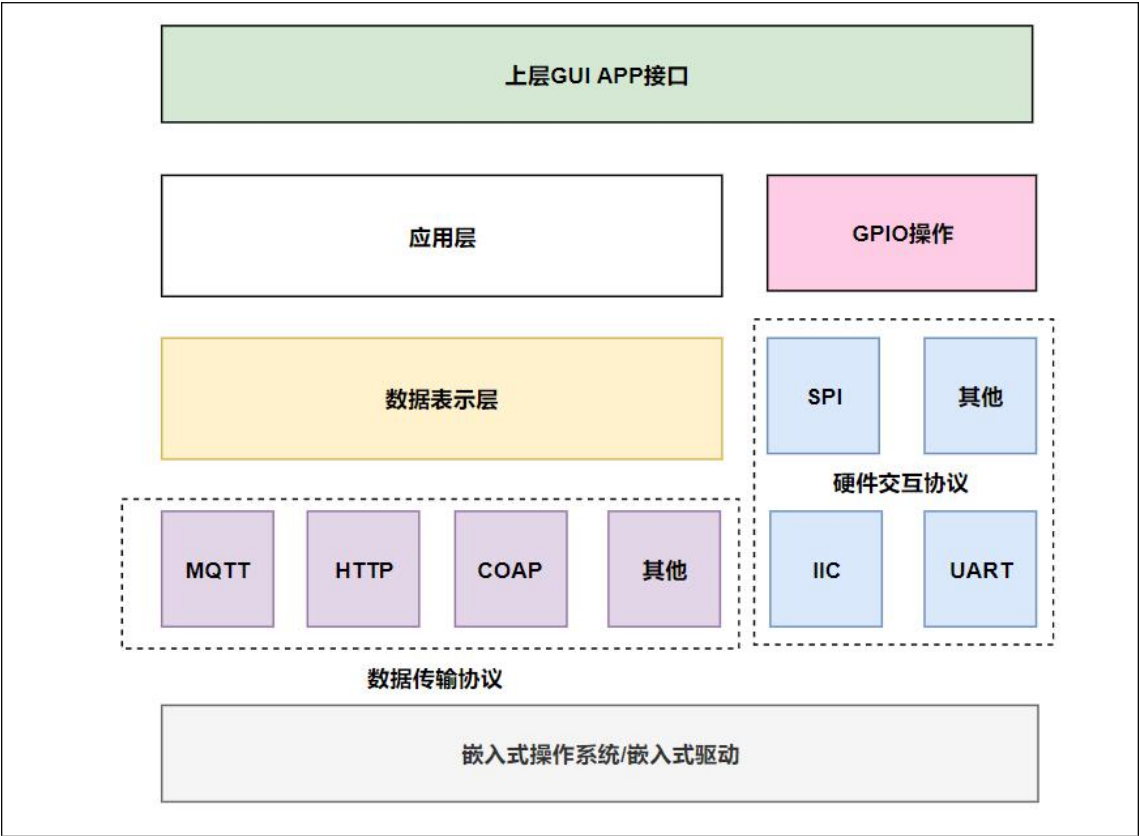 上层GUI APP接口
应用层
GPIO操作
数据表示层
SPI
其他
硬件交互协议
MQTT
HTTP
COAP
其他
IIC
UART
数据传输协议
嵌入式操作系统/嵌入式驱动